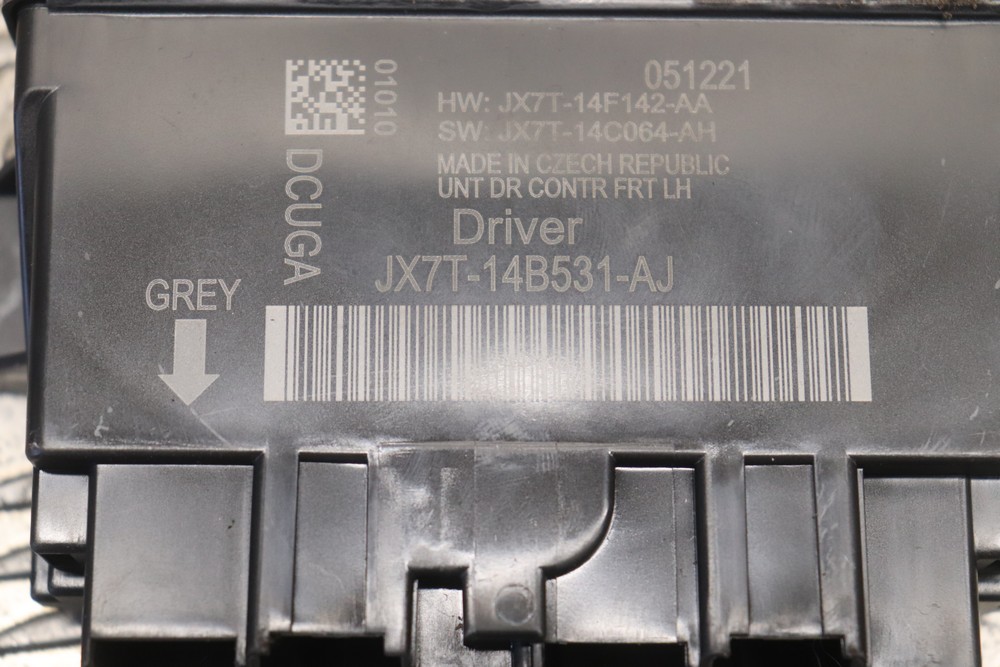 051221
01010
HW: JX7T-14F142-AA
SW: JX7T-14C064-AH
MADE IN CZECH REPUBLIC
UNT DR CONTR FRT LH
DCUGA
Driver
JX7T-14B531-AJ
GREY